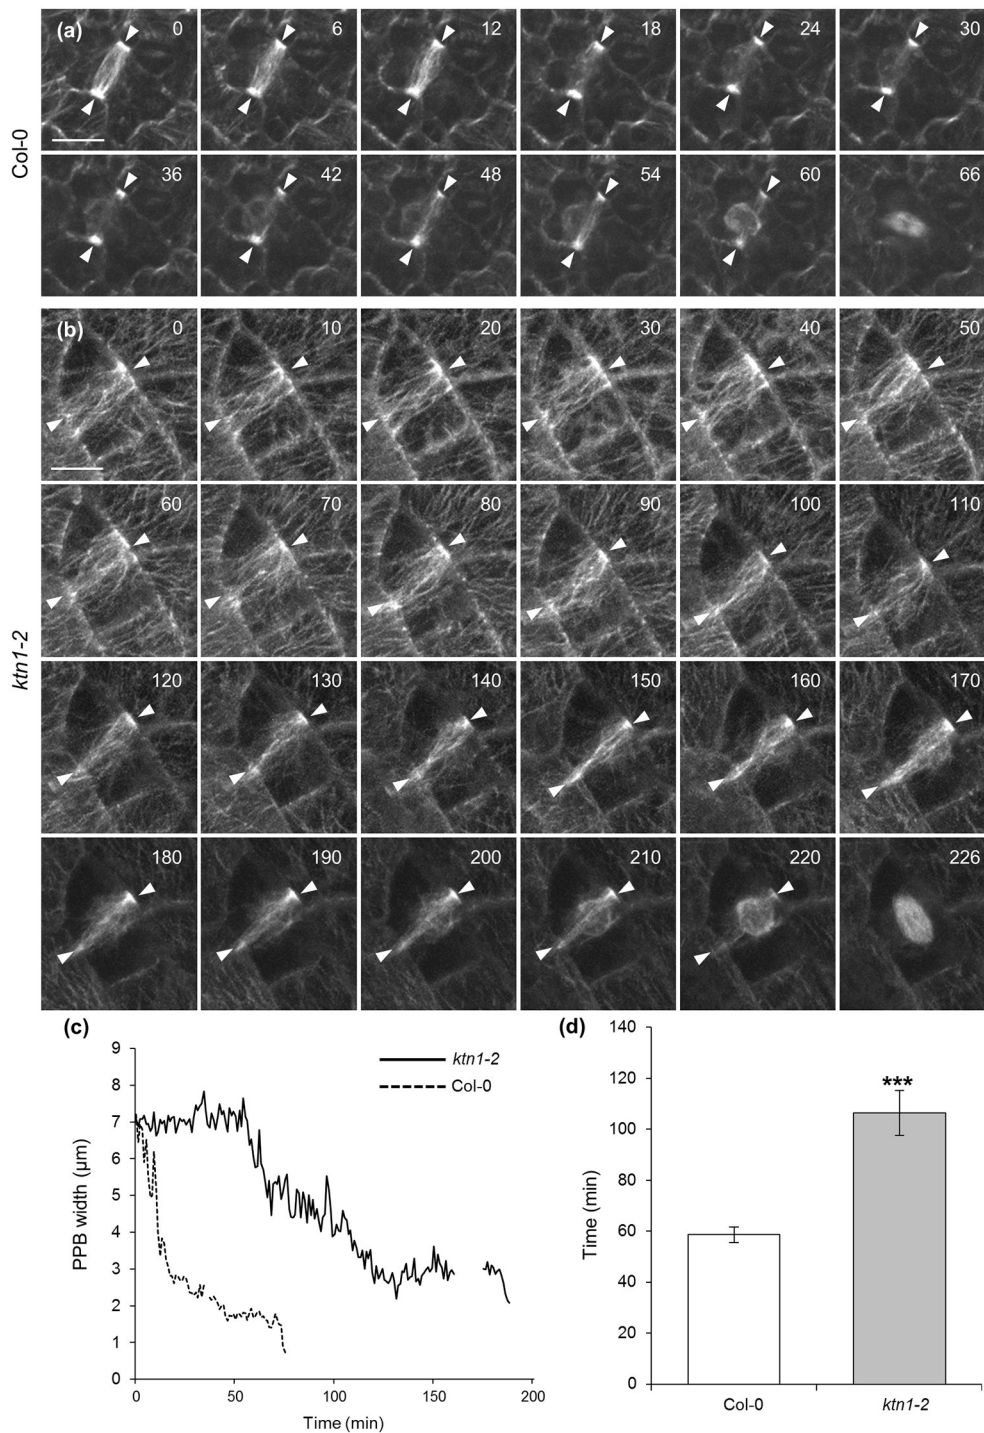 (a) 0 6 12 18 24 30
Col-0
36 42 48 54 60 66
(b) 0 10 20 30 40 50
60 70 80 90 100 110
ktn1-2
120 130 140 150 160 170
180 190 200 210 220 226
(c)
9
8
7
6
5
4
3
2
1
0
PPB width (µm)
ktn1-2
Col-0
0 50 100 150 200
Time (min)
(d)
140
120
100
80
60
40
20
0
Time (min)
***
Col-0 ktn1-2